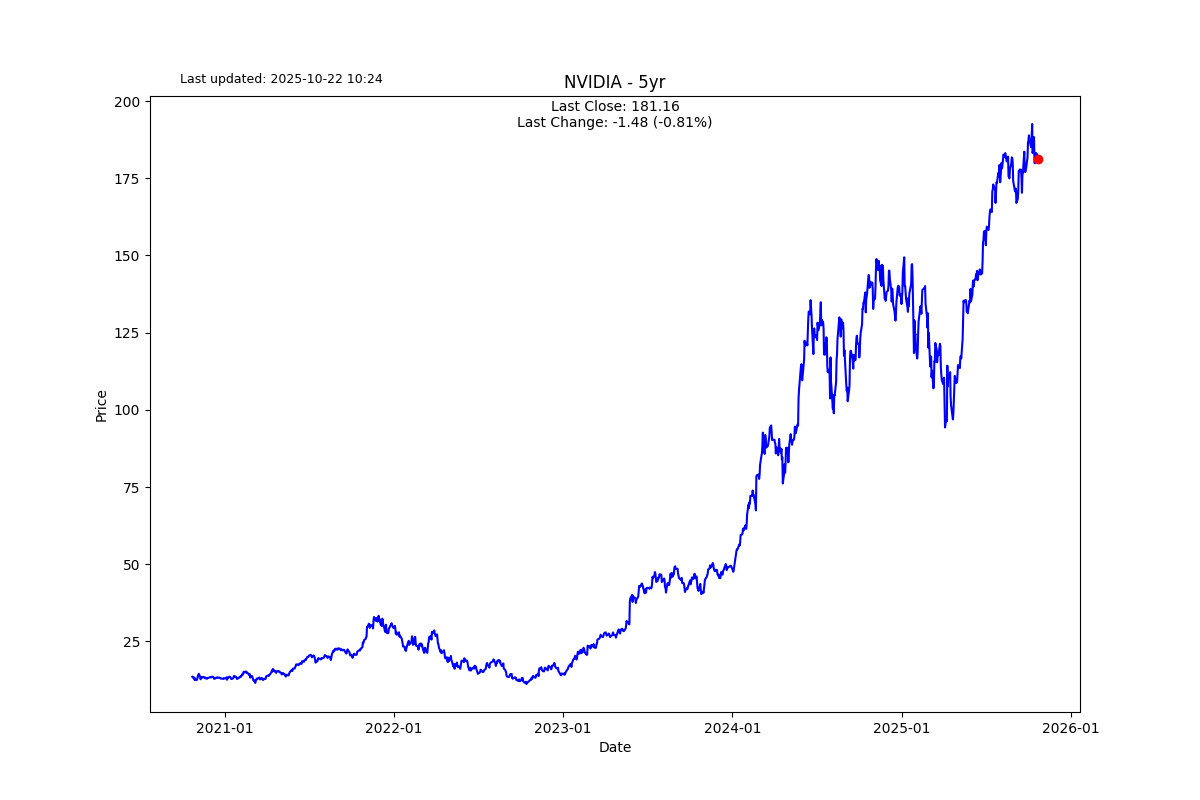 Last updated: 2025-10-22 10:24
NVIDIA - 5yr
Last Close: 181.16
Last Change: -1.48 (-0.81%)
200
175
150
125
100
75
50
25
Price
2021-01
2022-01
2023-01
2024-01
2025-01
2026-01
Date